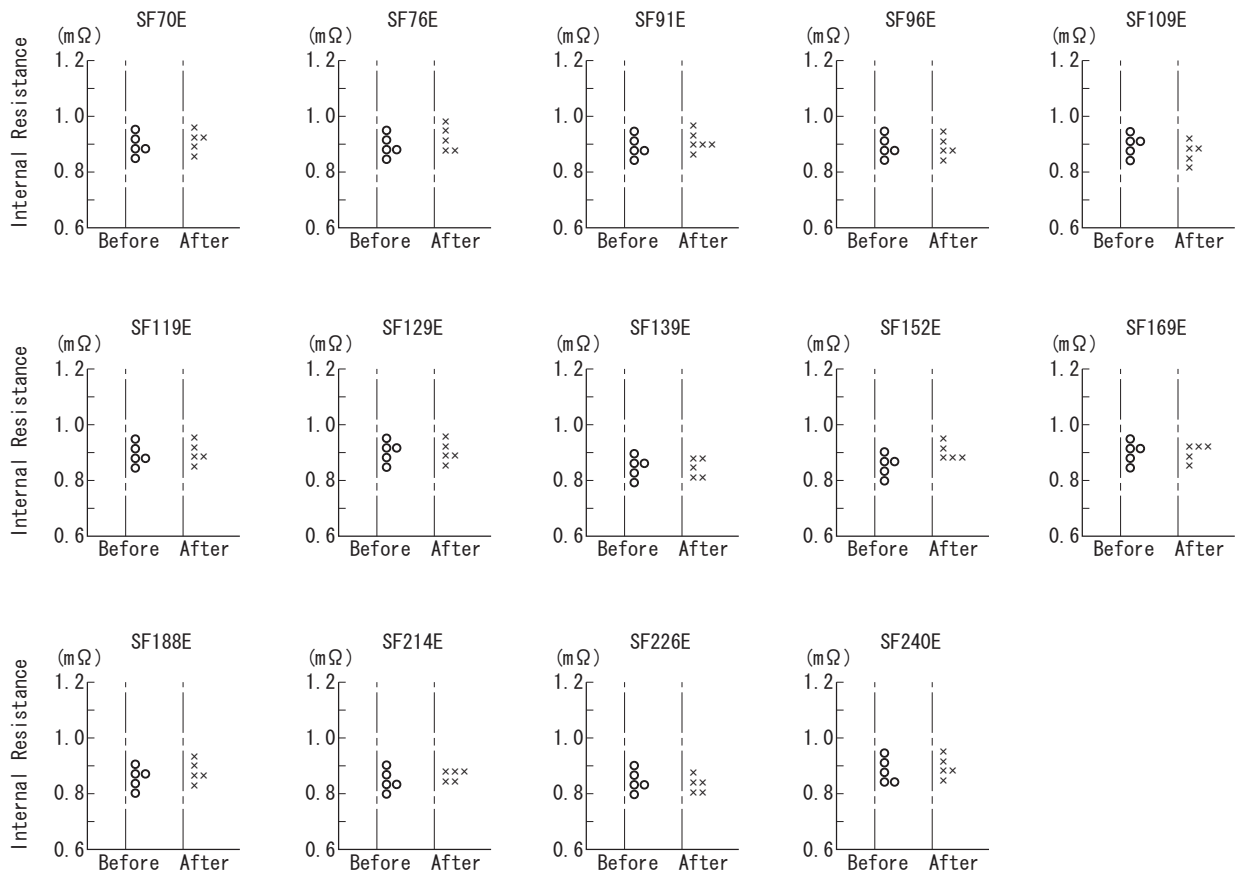 SF70E SF76E SF91E SF96E SF109E
(mΩ) (mΩ) (mΩ) (mΩ) (mΩ)
Internal Resistance
1.2 1.2 1.2 1.2 1.2
1.0 1.0 1.0 1.0 1.0
0.8 0.8 0.8 0.8 0.8
0.6 0.6 0.6 0.6 0.6
Before After Before After Before After Before After Before After
SF119E SF129E SF139E SF152E SF169E
(mΩ) (mΩ) (mΩ) (mΩ) (mΩ)
Internal Resistance
1.2 1.2 1.2 1.2 1.2
1.0 1.0 1.0 1.0 1.0
0.8 0.8 0.8 0.8 0.8
0.6 0.6 0.6 0.6 0.6
Before After Before After Before After Before After Before After
SF188E SF214E SF226E SF240E
(mΩ) (mΩ) (mΩ) (mΩ)
Internal Resistance
1.2 1.2 1.2 1.2
1.0 1.0 1.0 1.0
0.8 0.8 0.8 0.8
0.6 0.6 0.6 0.6
Before After Before After Before After Before After